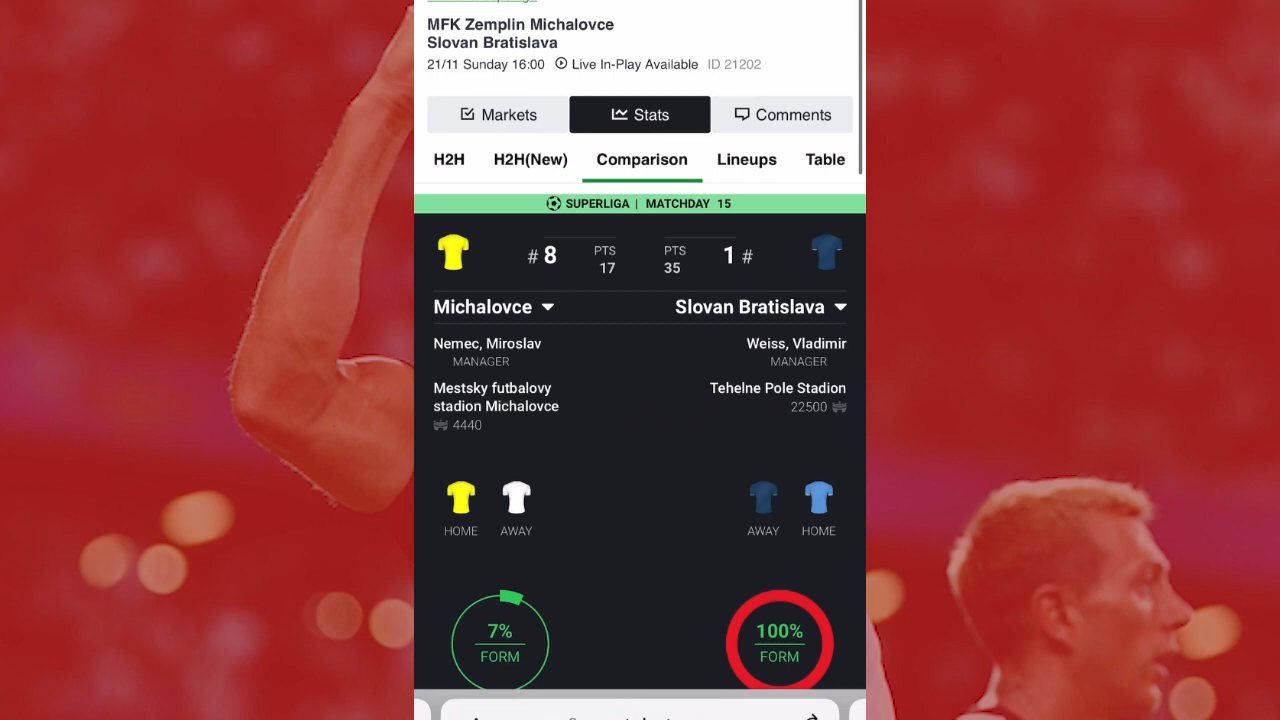 MFK Zemplin Michalovce
Slovan Bratislava
21/11 Sunday 16:00 Live In-Play Available ID 21202
Markets Stats Comments
H2H H2H(New) Comparison Lineups Table
SUPERLIGA | MATCHDAY 15
# 8 PTS 17 PTS 35 1 #
Michalovce Slovan Bratislava
Nemec, Miroslav Weiss, Vladimir
MANAGER MANAGER
Mestsky futbalovy stadion Michalovce Tehelne Pole Stadion
4440 22500
HOME AWAY AWAY HOME
7% 100%
FORM FORM